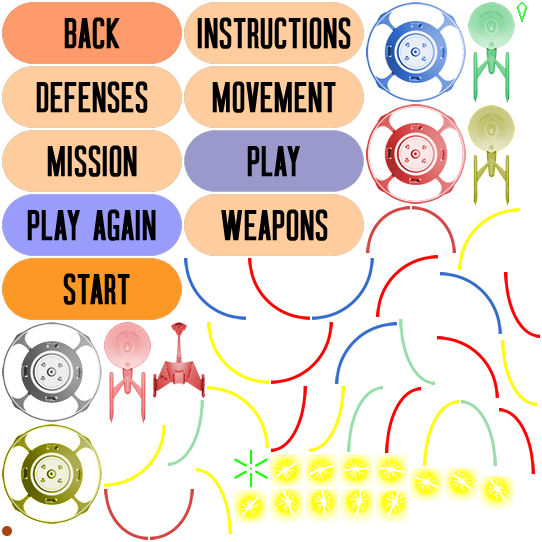 BACK
INSTRUCTIONS
DEFENSES
MOVEMENT
MISSION
PLAY
PLAY AGAIN
WEAPONS
START